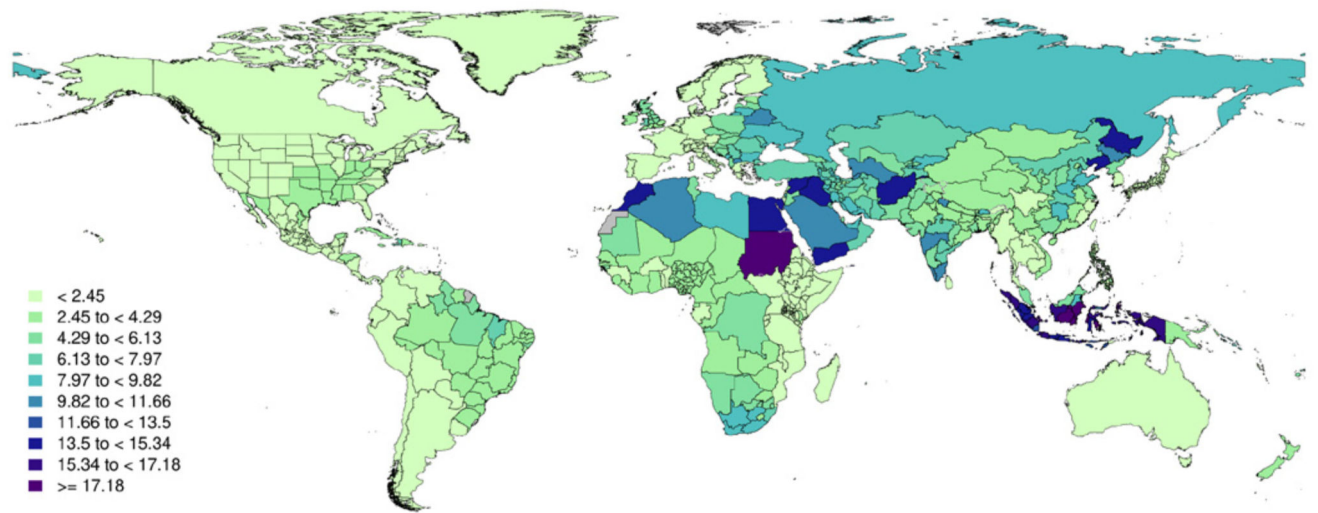 < 2.45
2.45 to < 4.29
4.29 to < 6.13
6.13 to < 7.97
7.97 to < 9.82
9.82 to < 11.66
11.66 to < 13.5
13.5 to < 15.34
15.34 to < 17.18
>= 17.18